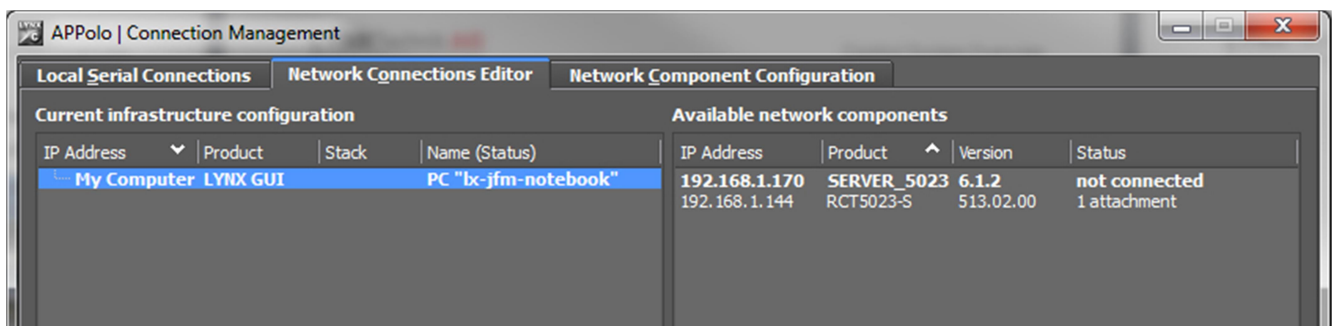 APPolo | Connection Management
Local Serial Connections Network Connections Editor Network Component Configuration
Current infrastructure configuration
IP Address Product Stack Name (Status)
My Computer LYNX GUI PC "lx-jfm-notebook"
Available network components
IP Address Product Version Status
192.168.1.170 SERVER_5023 6.1.2 not connected
192.168.1.144 RCT5023-S 513.02.00 1 attachment